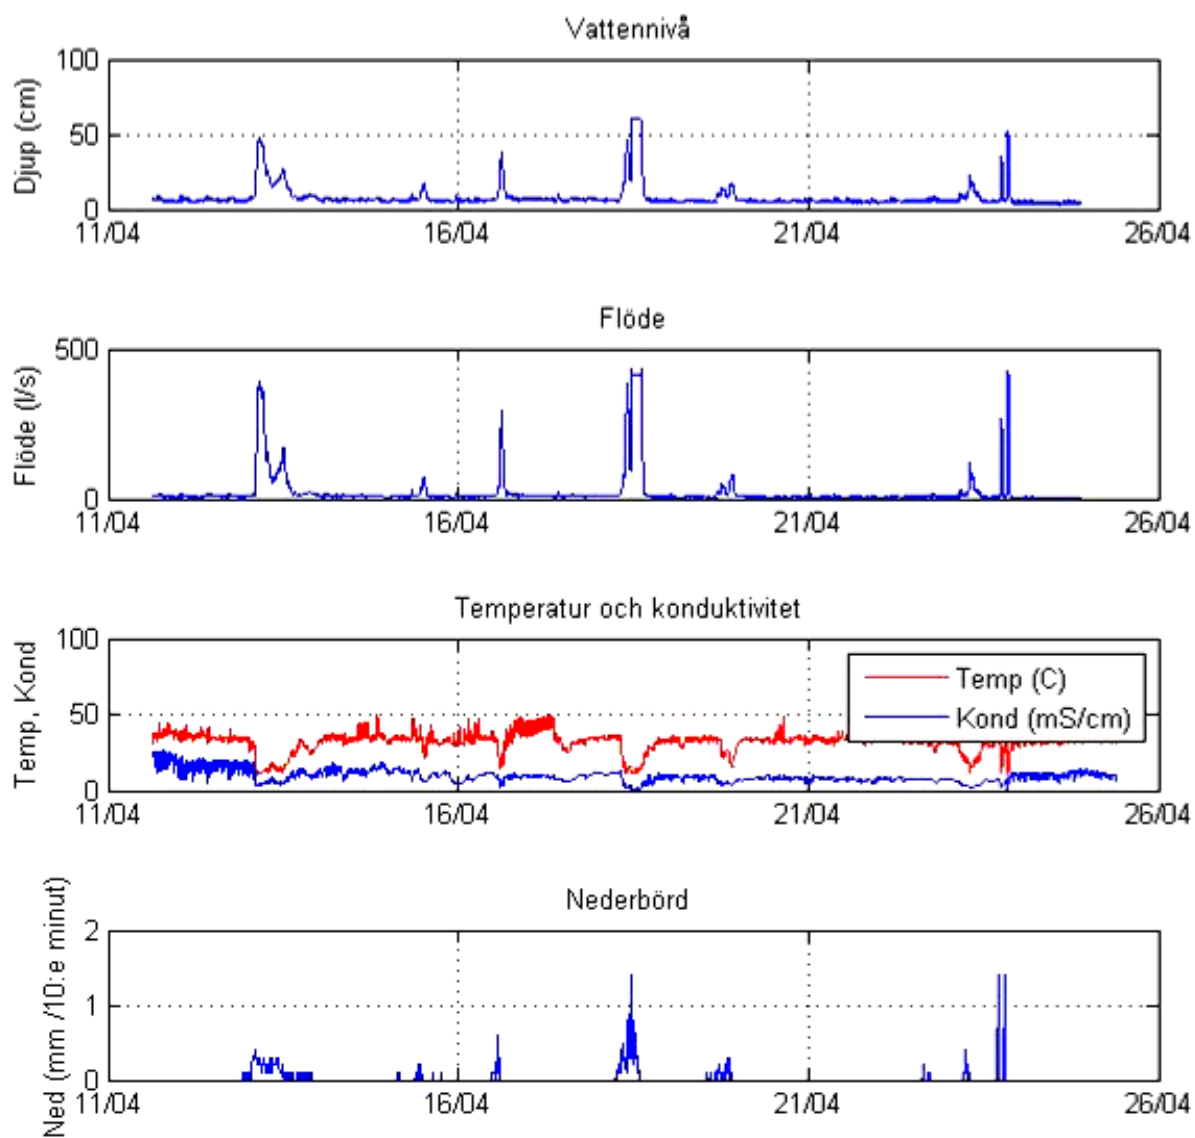 Vattennivå
Djup (cm)
100
50
0
11/04 16/04 21/04 26/04
Flöde
Flöde (l/s)
500
0
11/04 16/04 21/04 26/04
Temperatur och konduktivitet
Temp, Kond
100
50
0
Temp (C)
Kond (mS/cm)
11/04 16/04 21/04 26/04
Nederbörd
Ned (mm /10:e minut)
2
1
0
11/04 16/04 21/04 26/04